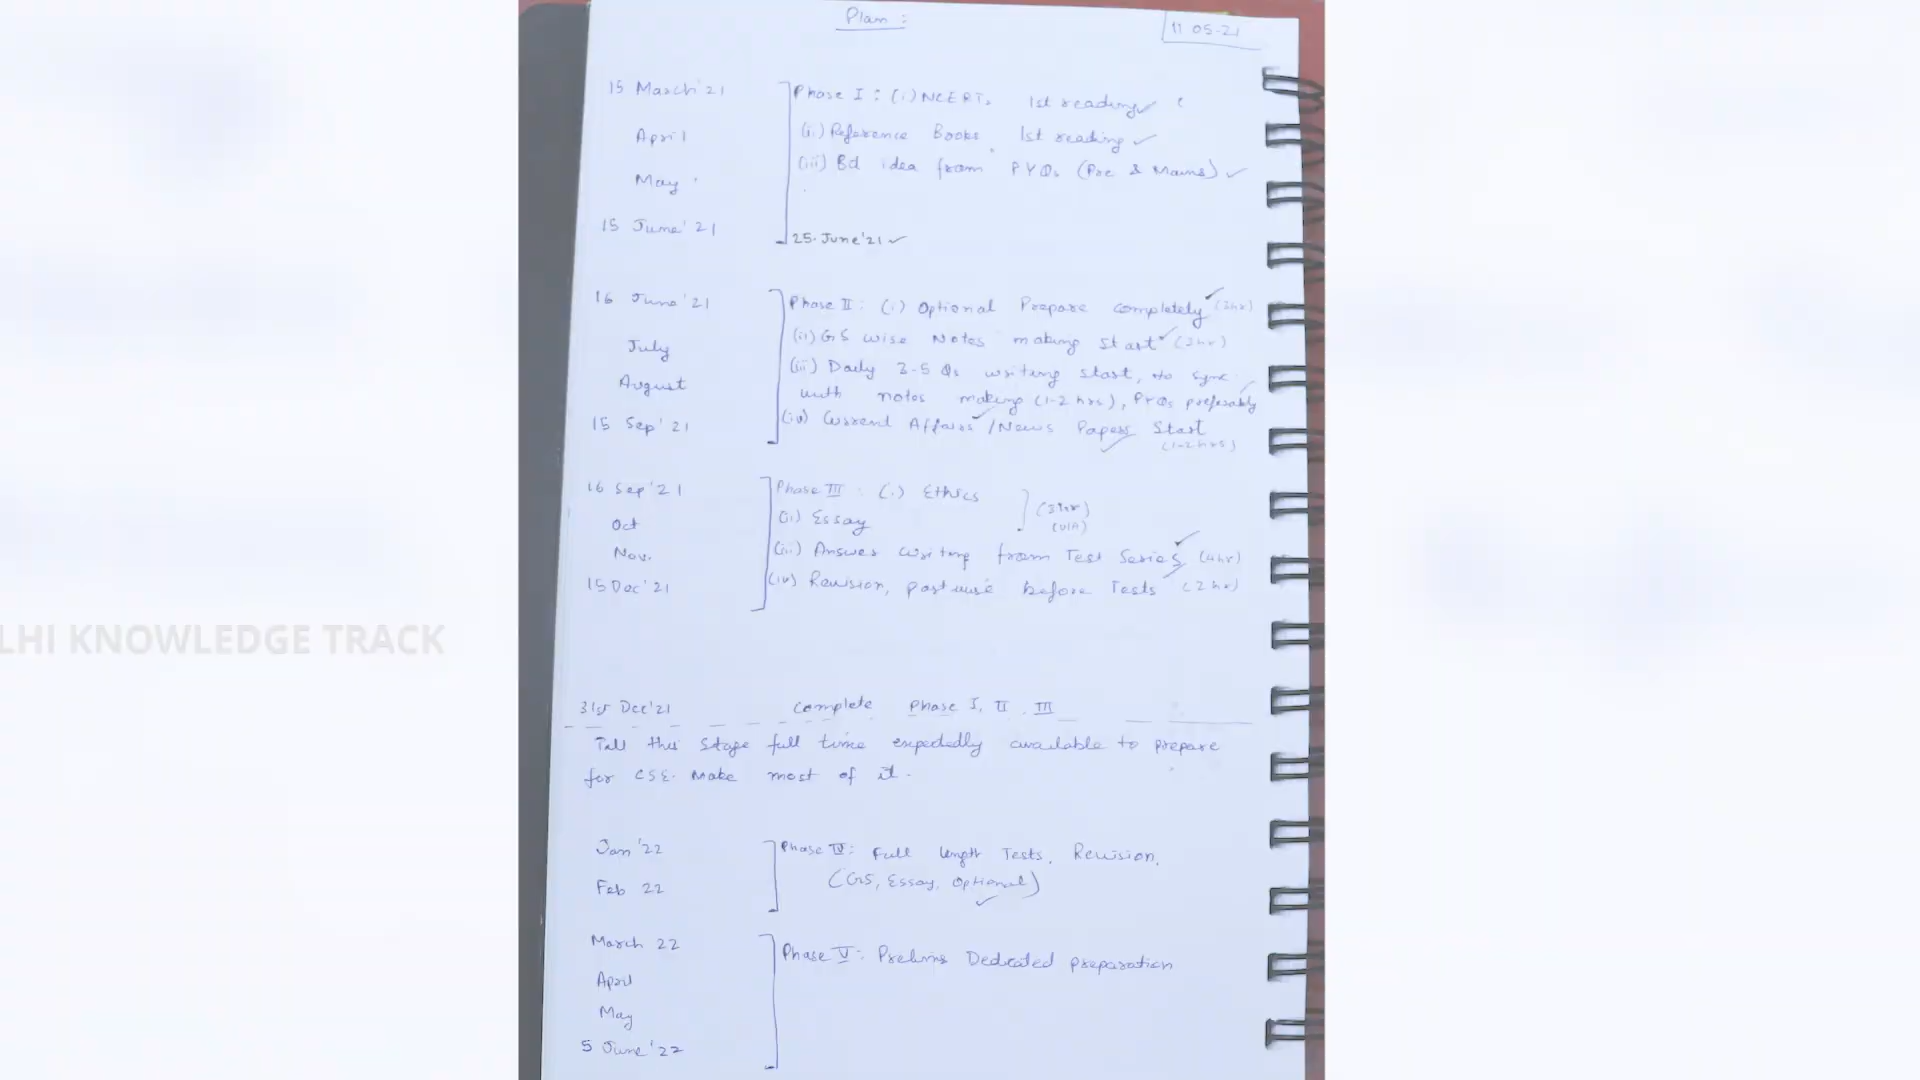 Plan :
11 05-21
15 March'21
Phase I : (i) NCERTs 1st reading ✓
April
(ii) Reference Books 1st reading ✓
(iii) Bd idea from PYQs (Pre & Mains) ✓
May
15 June'21
25. June'21 ✓
16 June'21
Phase II : (i) Optional Prepare completely ✓ (3hr)
(ii) GS wise Notes making start ✓ (2hr)
July
(iii) Daily 3-5 Qs writing start, to sync
August
with notes making (1-2 hrs), PYQs preferably
15 Sep'21
(iv) Current Affairs ✓ / News Papers Start
(1-2 hrs)
16 Sep'21
Phase III : (i) Ethics
(3hr)
Oct
(ii) Essay
Nov.
(iii) Answer writing from Test Series ✓ (4hr)
15 Dec'21
(iv) Revision, partwise before Tests (2 hr)
LHI KNOWLEDGE TRACK
31st Dec'21 Complete Phase I, II, III
Till this stage full time expectedly available to prepare
for CSE. Make most of it.
Jan '22
Phase IV : Full length Tests, Revision.
Feb 22
(GS, Essay, Optional)
✓
March 22
Phase V : Prelims Dedicated preparation
April
May
5 June'22